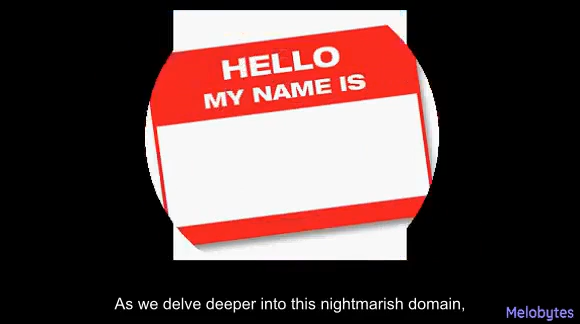 HELLO
MY NAME IS
As we delve deeper into this nightmarish domain,
Melobytes